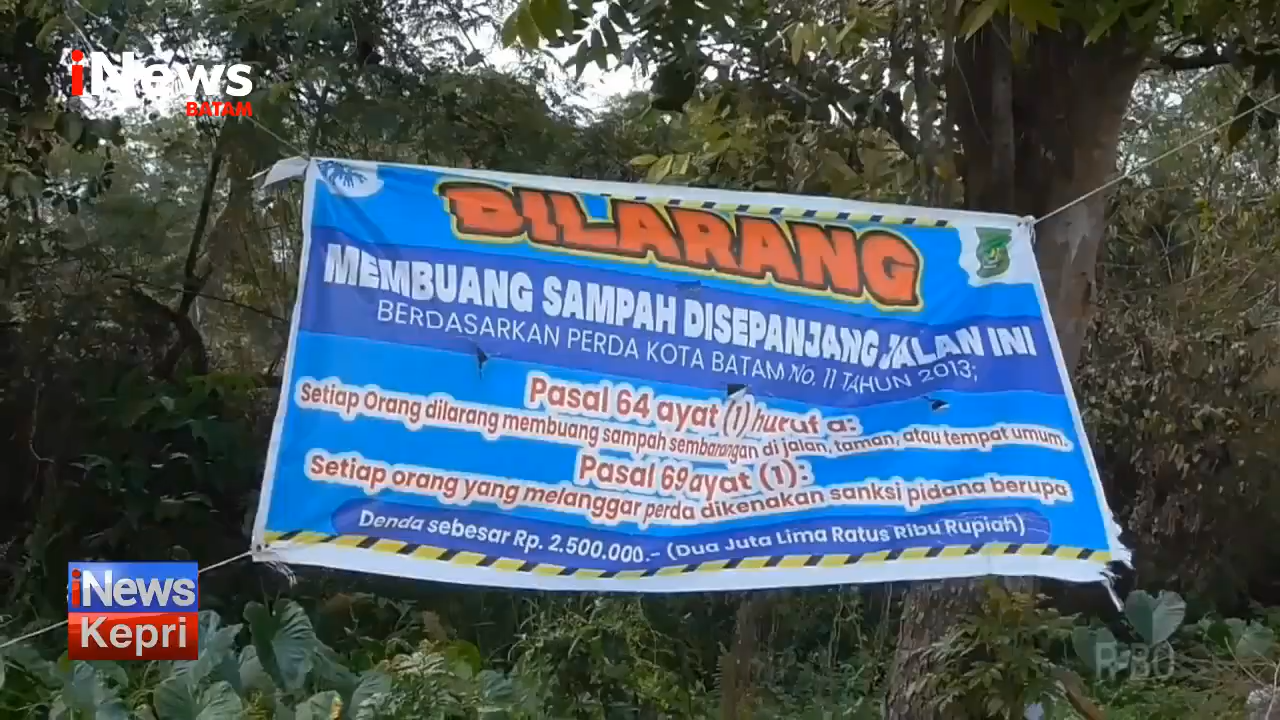 iNews
BATAM
DILARANG
MEMBUANG SAMPAH DISEPANJANG JALAN INI
BERDASARKAN PERDA KOTA BATAM No. 11 TAHUN 2013;
Pasal 64 ayat (1) huruf a:
Setiap Orang dilarang membuang sampah sembarangan di jalan, taman, atau tempat umum.
Pasal 69 ayat (1):
Setiap orang yang melanggar perda dikenakan sanksi pidana berupa
Denda sebesar Rp. 2.500.000.- (Dua Juta Lima Ratus Ribu Rupiah)
iNews
Kepri